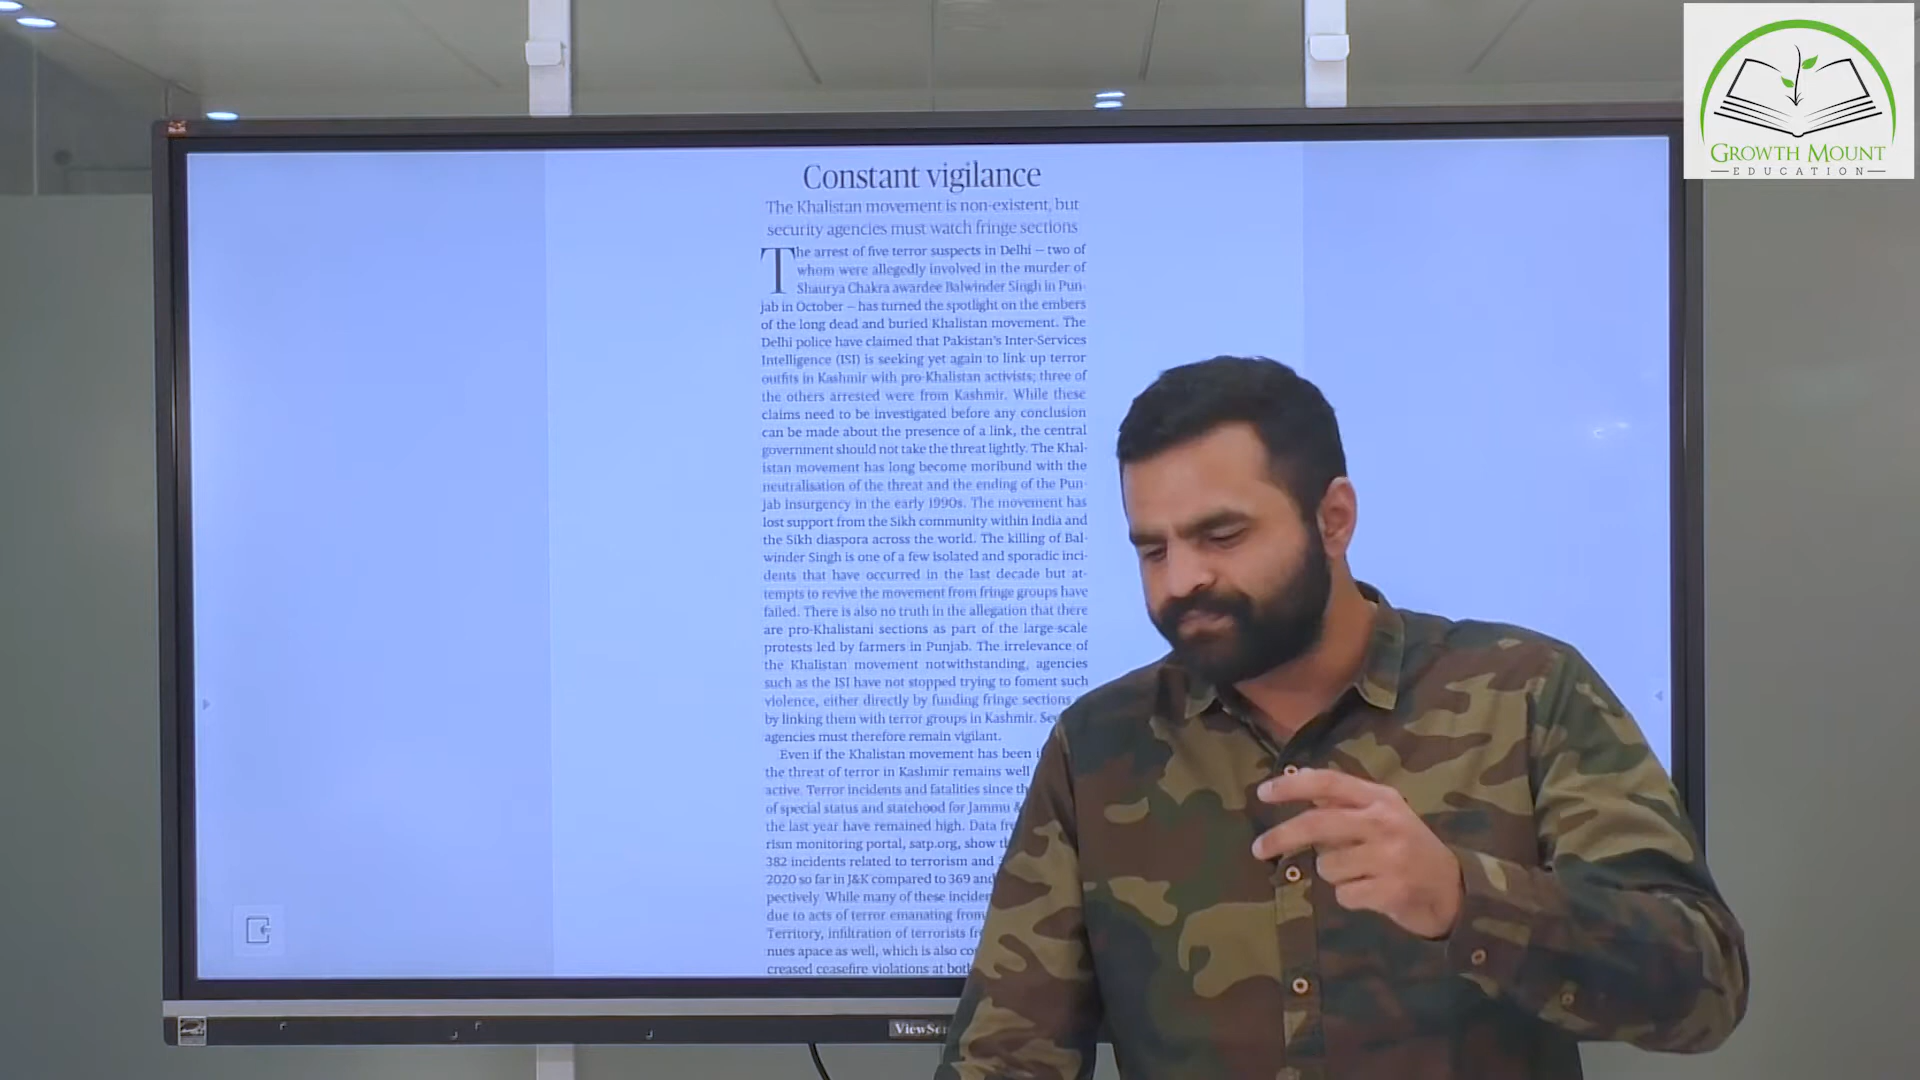 GROWTH MOUNT
EDUCATION
Constant vigilance
The Khalistan movement is non-existent, but
security agencies must watch fringe sections
The arrest of five terror suspects in Delhi — two of
whom were allegedly involved in the murder of
Shaurya Chakra awardee Balwinder Singh in Pun-
jab in October — has turned the spotlight on the embers
of the long dead and buried Khalistan movement. The
Delhi police have claimed that Pakistan's Inter-Services
Intelligence (ISI) is seeking yet again to link up terror
outfits in Kashmir with pro-Khalistan activists; three of
the others arrested were from Kashmir. While these
claims need to be investigated before any conclusion
can be made about the presence of a link, the central
government should not take the threat lightly. The Khal-
istan movement has long become moribund with the
neutralisation of the threat and the ending of the Pun-
jab insurgency in the early 1990s. The movement has
lost support from the Sikh community within India and
the Sikh diaspora across the world. The killing of Bal-
winder Singh is one of a few isolated and sporadic inci-
dents that have occurred in the last decade but at-
tempts to revive the movement from fringe groups have
failed. There is also no truth in the allegation that there
are pro-Khalistani sections as part of the large-scale
protests led by farmers in Punjab. The irrelevance of
the Khalistan movement notwithstanding, agencies
such as the ISI have not stopped trying to foment such
violence, either directly by funding fringe sections
by linking them with terror groups in Kashmir.
agencies must therefore remain vigilant.
Even if the Khalistan movement has been
the threat of terror in Kashmir remains well
active. Terror incidents and fatalities since
of special status and statehood for Jammu &
the last year have remained high. Data
rism monitoring portal, satp.org, show
382 incidents related to terrorism and
2020 so far in J&K compared to 369 and
pectively. While many of these
due to acts of terror emanating from
Territory, infiltration of terrorists
nues apace as well, which is also
creased ceasefire violations at